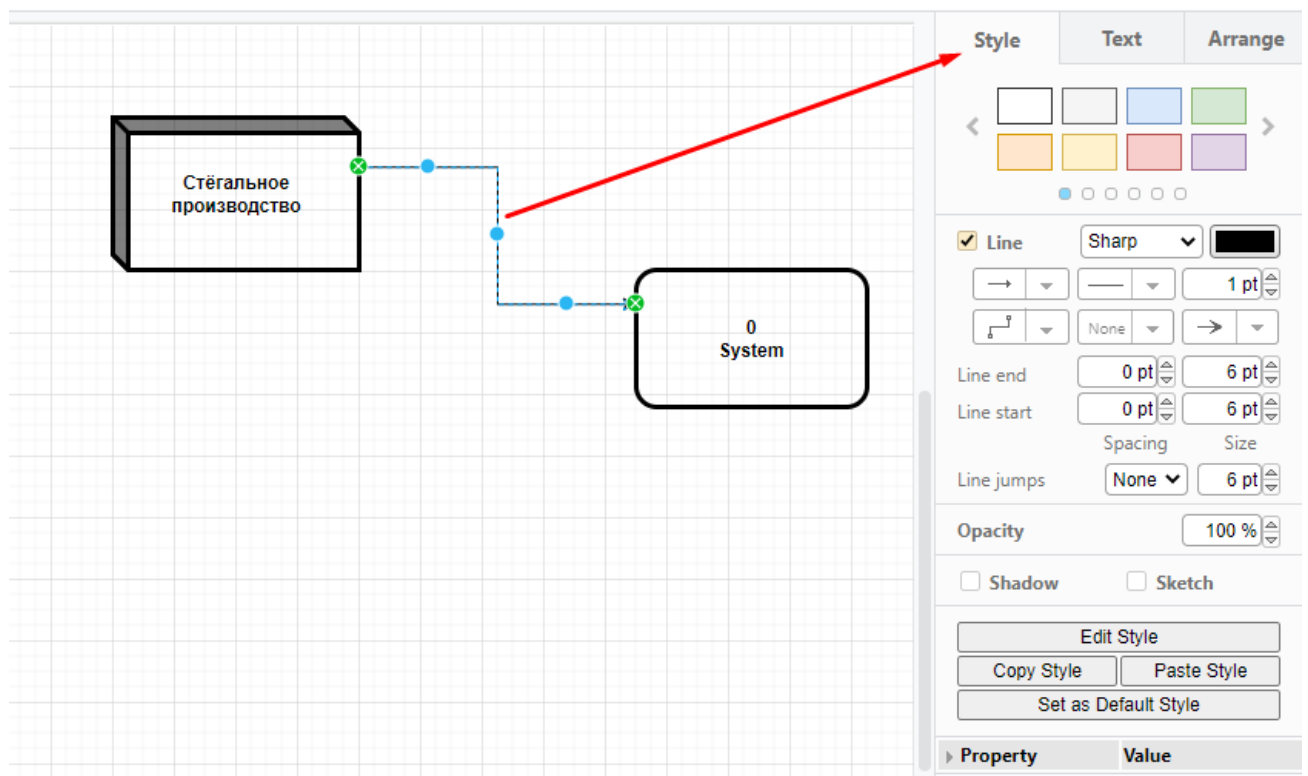 Style Text Arrange
Стёгальное
производство
0
System
Line Sharp
1 pt
None
Line end 0 pt 6 pt
Line start 0 pt 6 pt
Spacing Size
Line jumps None 6 pt
Opacity 100 %
Shadow Sketch
Edit Style
Copy Style Paste Style
Set as Default Style
Property Value